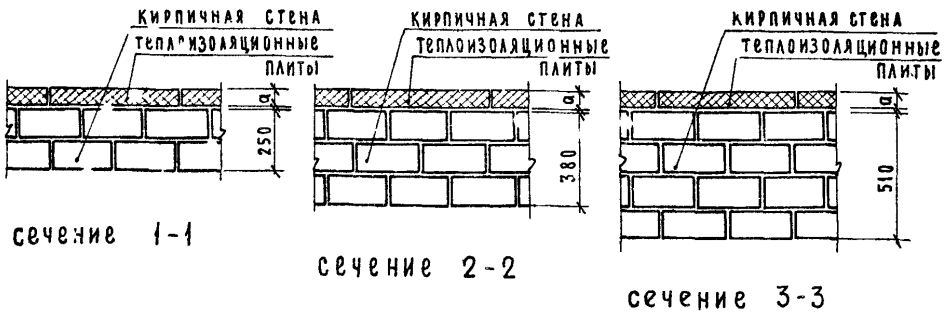 КИРПИЧНАЯ СТЕНА
ТЕПЛОИЗОЛЯЦИОННЫЕ
ПЛИТЫ
а
250
сечение 1-1
КИРПИЧНАЯ СТЕНА
ТЕПЛОИЗОЛЯЦИОННЫЕ
ПЛИТЫ
а
380
сечение 2-2
КИРПИЧНАЯ СТЕНА
ТЕПЛОИЗОЛЯЦИОННЫЕ
ПЛИТЫ
а
510
сечение 3-3